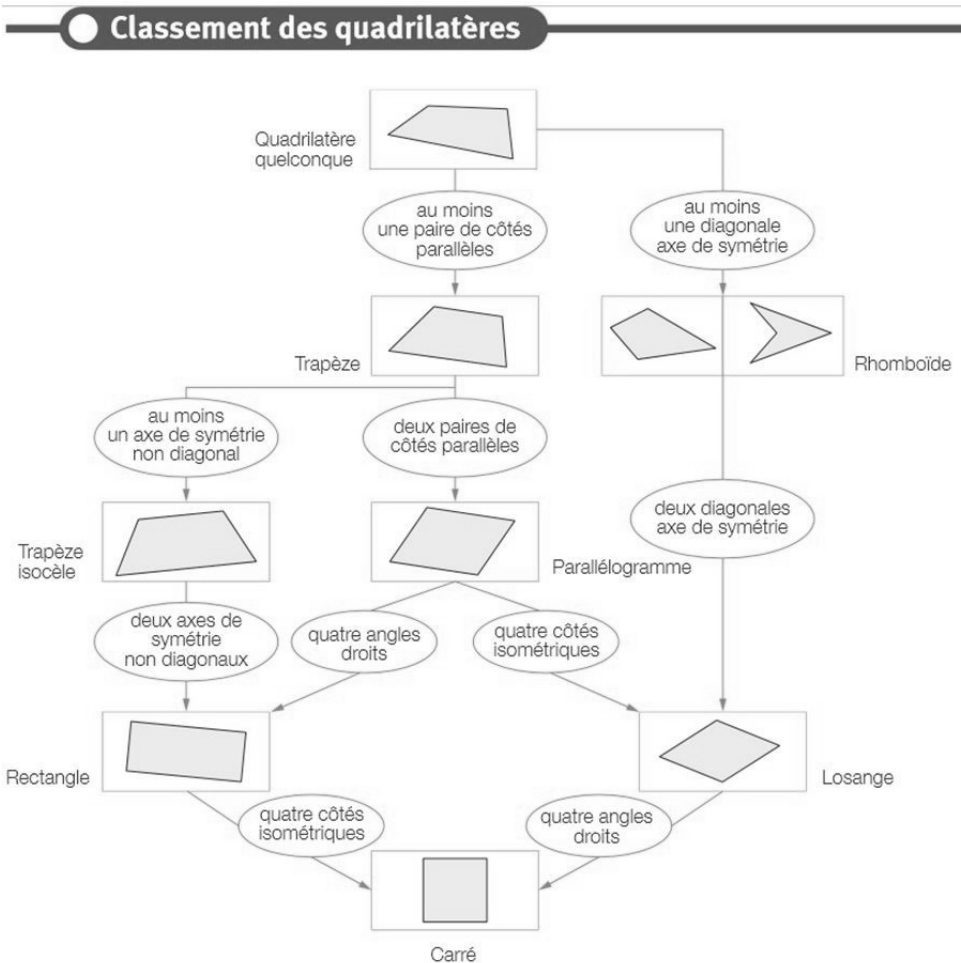 Classement des quadrilatères
Quadrilatère
quelconque
au moins
une paire de côtés
parallèles
au moins
une diagonale
axe de symétrie
Trapèze
Rhomboïde
au moins
un axe de symétrie
non diagonal
deux paires de
côtés parallèles
deux diagonales
axe de symétrie
Trapèze
isocèle
Parallélogramme
deux axes de
symétrie
non diagonaux
quatre angles
droits
quatre côtés
isométriques
Rectangle
Losange
quatre côtés
isométriques
quatre angles
droits
Carré